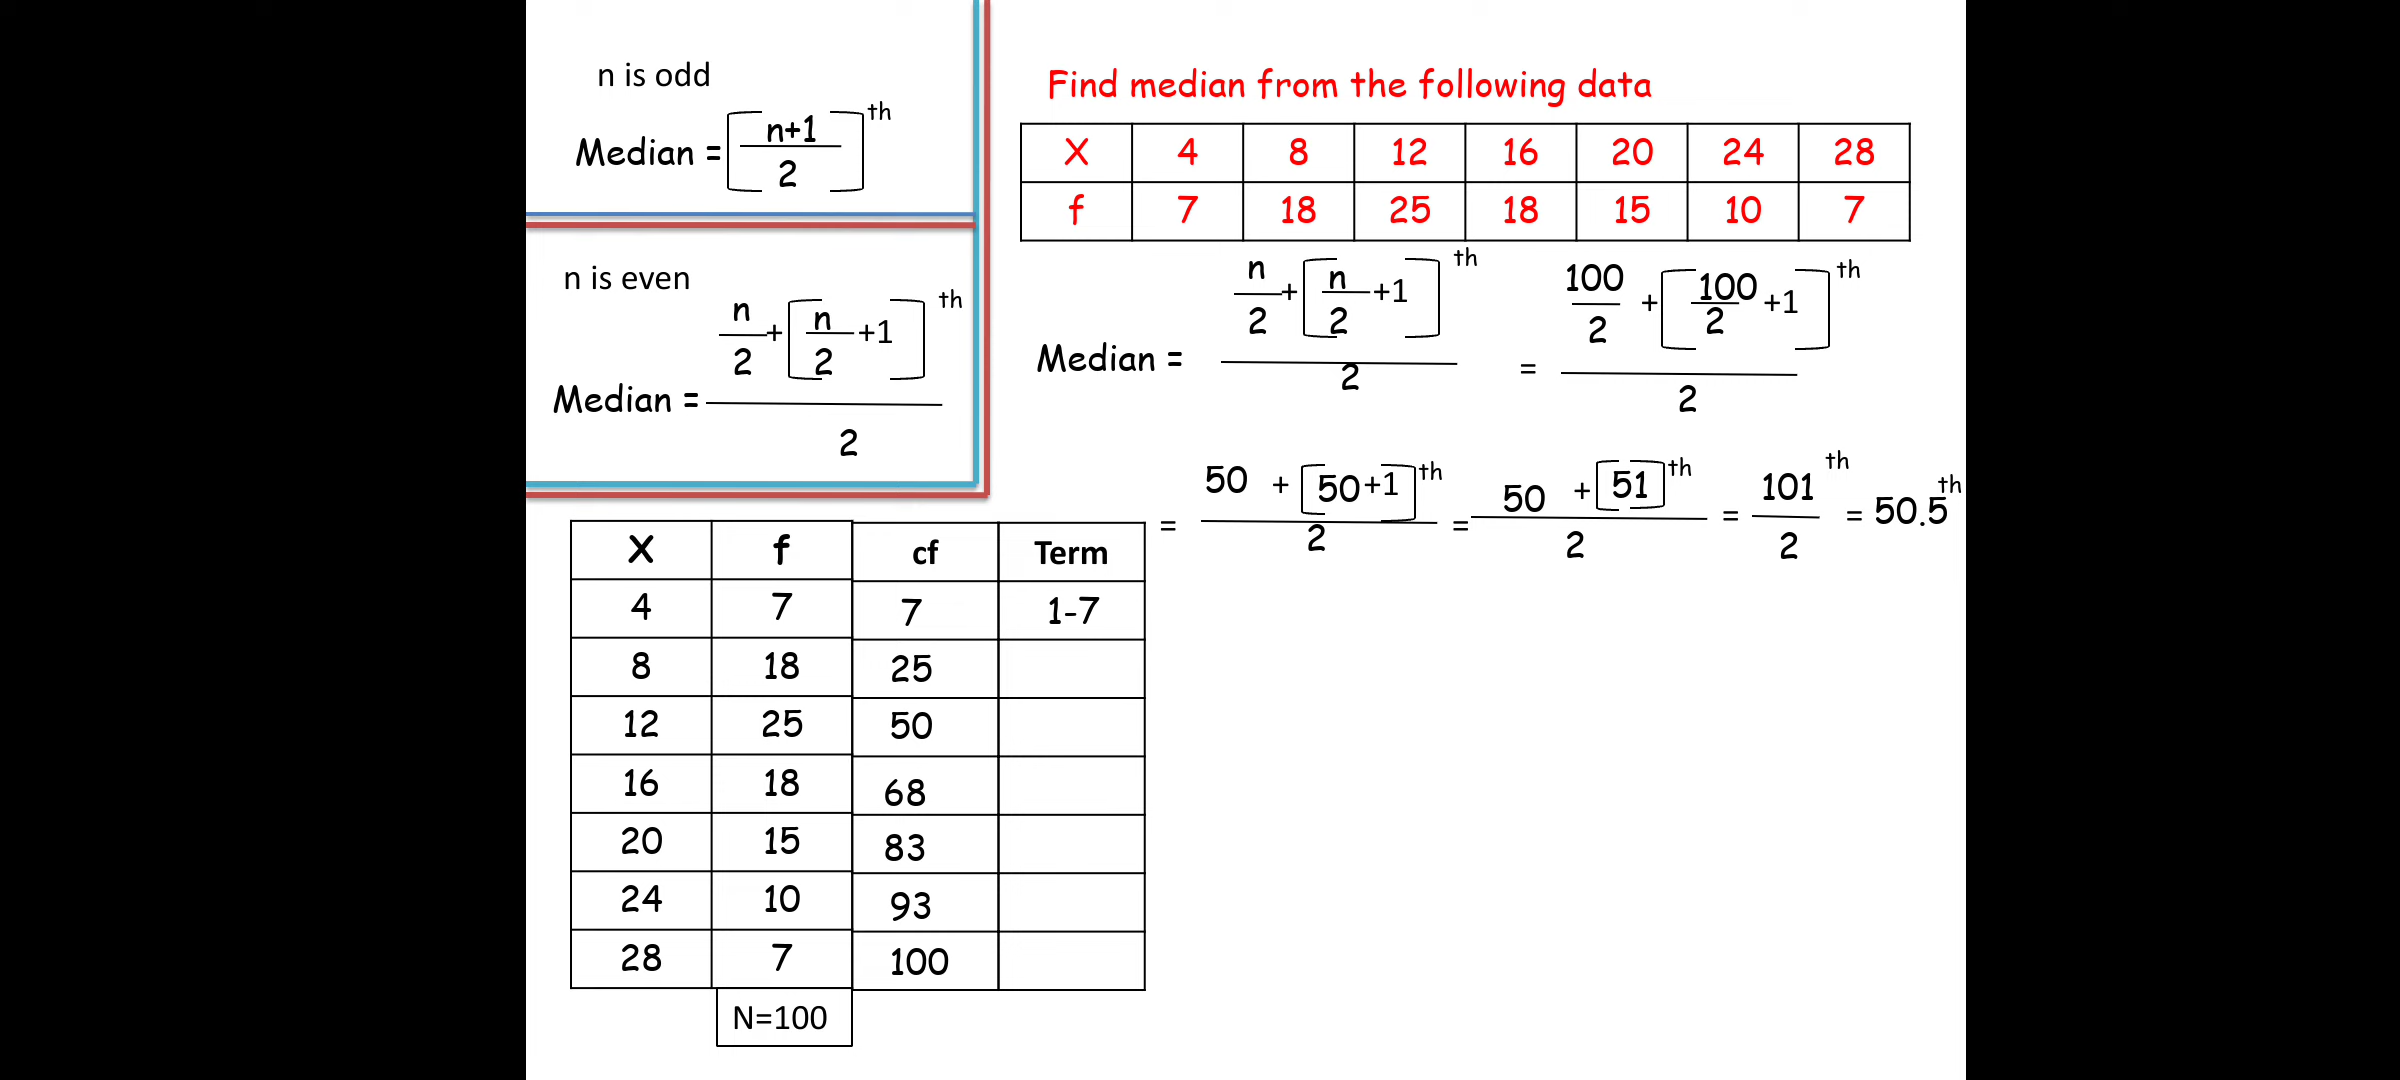 n is odd
Median = [n+1 / 2] th
n is even
Median = n/2 + [n/2 +1] th / 2
Find median from the following data
X 4 8 12 16 20 24 28
f 7 18 25 18 15 10 7
Median = n/2 + [n/2 +1] th / 2 = 100/2 + [100/2 +1] th / 2
= 50 + [50+1] th / 2 = 50 + [51] th / 2 = 101 th / 2 = 50.5 th
X f cf Term
4 7 7 1-7
8 18 25
12 25 50
16 18 68
20 15 83
24 10 93
28 7 100
N=100